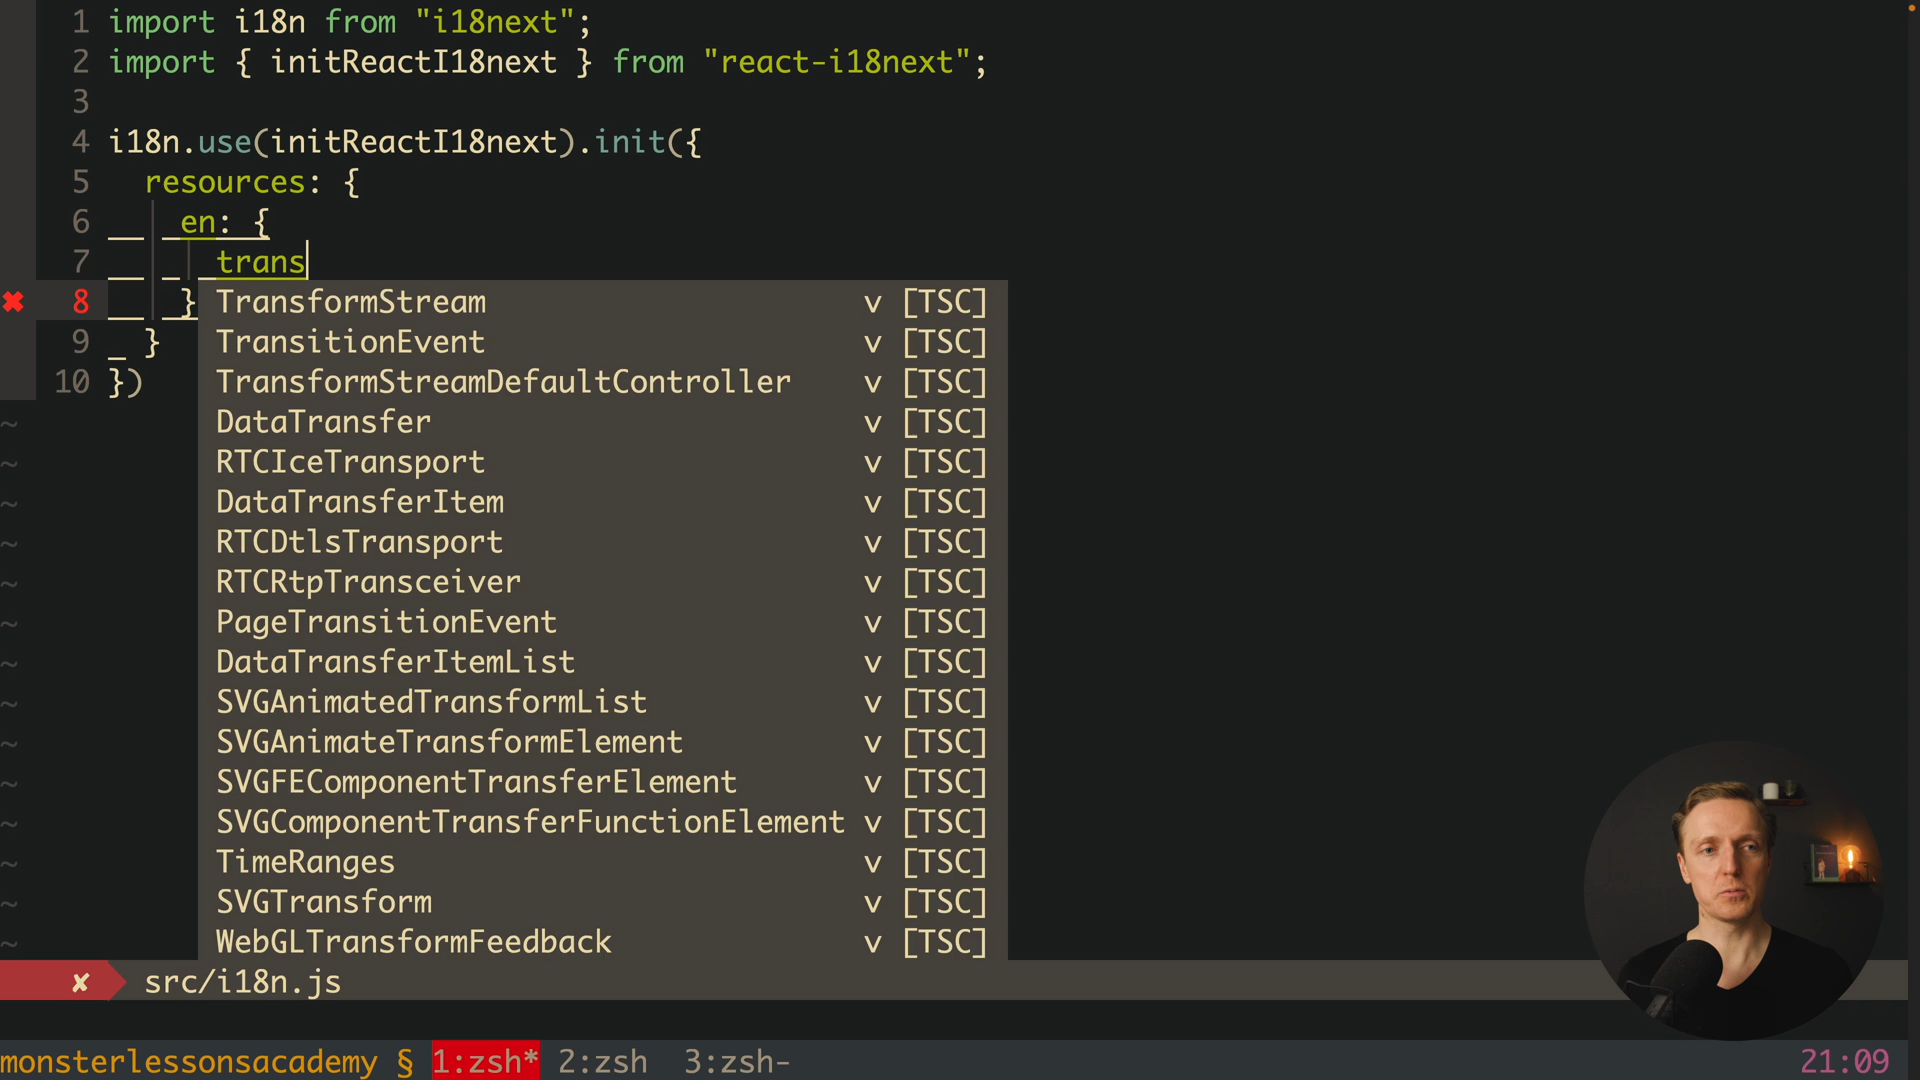 1 import i18n from "i18next";
2 import { initReactI18next } from "react-i18next";
3
4 i18n.use(initReactI18next).init({
5 resources: {
6 en: {
7 trans
8 }
9 }
10 })
TransformStream v [TSC]
TransitionEvent v [TSC]
TransformStreamDefaultController v [TSC]
DataTransfer v [TSC]
RTCIceTransport v [TSC]
DataTransferItem v [TSC]
RTCDtlsTransport v [TSC]
RTCRtpTransceiver v [TSC]
PageTransitionEvent v [TSC]
DataTransferItemList v [TSC]
SVGAnimatedTransformList v [TSC]
SVGAnimateTransformElement v [TSC]
SVGFEComponentTransferElement v [TSC]
SVGComponentTransferFunctionElement v [TSC]
TimeRanges v [TSC]
SVGTransform v [TSC]
WebGLTransformFeedback v [TSC]
✘ src/i18n.js
monsterlessonsacademy § 1:zsh* 2:zsh 3:zsh- 21:09